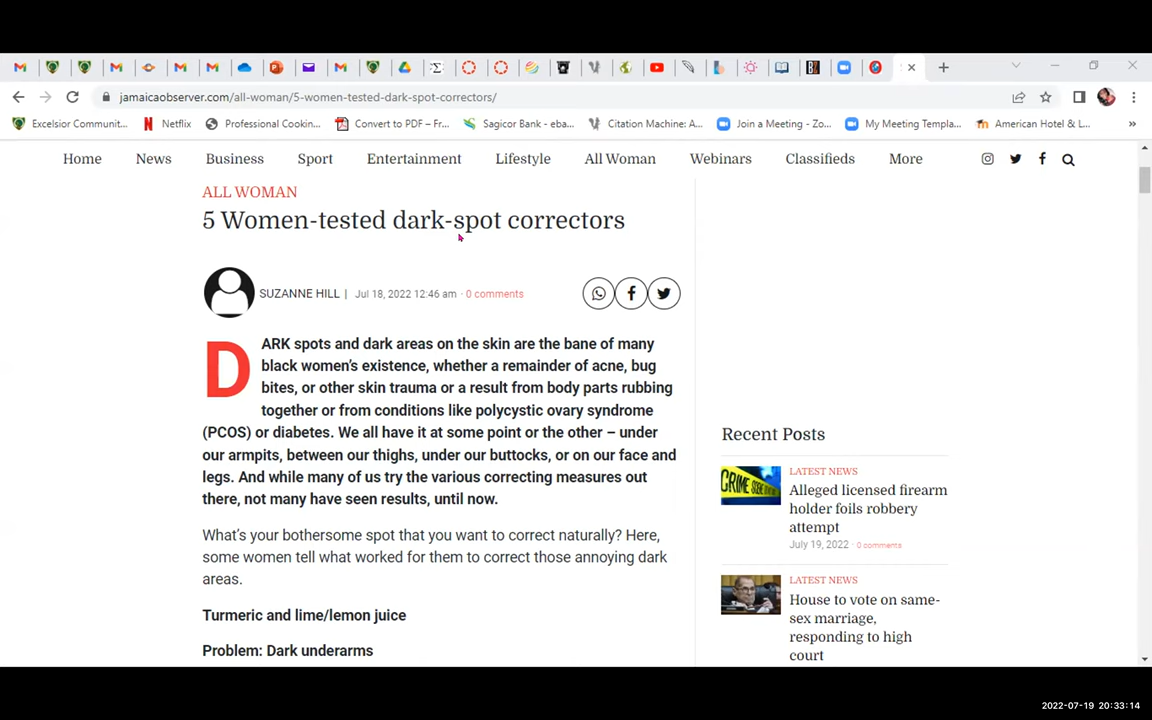 jamaicaobserver.com/all-woman/5-women-tested-dark-spot-correctors/
Excelsior Communit... Netflix Professional Cookin... Convert to PDF – Fr... Sagicor Bank - eba... Citation Machine: A... Join a Meeting - Zo... My Meeting Templa... American Hotel & L... »
Home News Business Sport Entertainment Lifestyle All Woman Webinars Classifieds More
ALL WOMAN
5 Women-tested dark-spot correctors
SUZANNE HILL | Jul 18, 2022 12:46 am · 0 comments
DARK spots and dark areas on the skin are the bane of many
black women's existence, whether a remainder of acne, bug
bites, or other skin trauma or a result from body parts rubbing
together or from conditions like polycystic ovary syndrome
(PCOS) or diabetes. We all have it at some point or the other – under
our armpits, between our thighs, under our buttocks, or on our face and
legs. And while many of us try the various correcting measures out
there, not many have seen results, until now.
What's your bothersome spot that you want to correct naturally? Here,
some women tell what worked for them to correct those annoying dark
areas.
Turmeric and lime/lemon juice
Problem: Dark underarms
Recent Posts
LATEST NEWS
Alleged licensed firearm
holder foils robbery
attempt
July 19, 2022 · 0 comments
LATEST NEWS
House to vote on same-
sex marriage,
responding to high
court
CRIME SCENE
2022-07-19 20:33:14